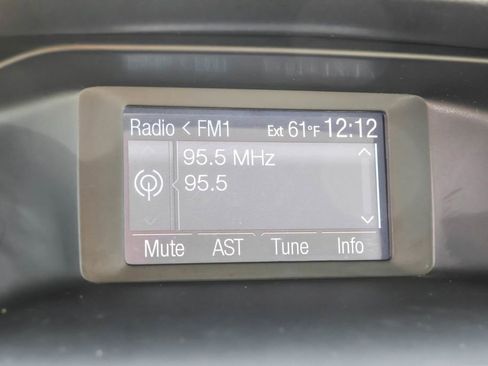 Radio < FM1 Ext 61°F 12:12
95.5 MHz
95.5
Mute AST Tune Info